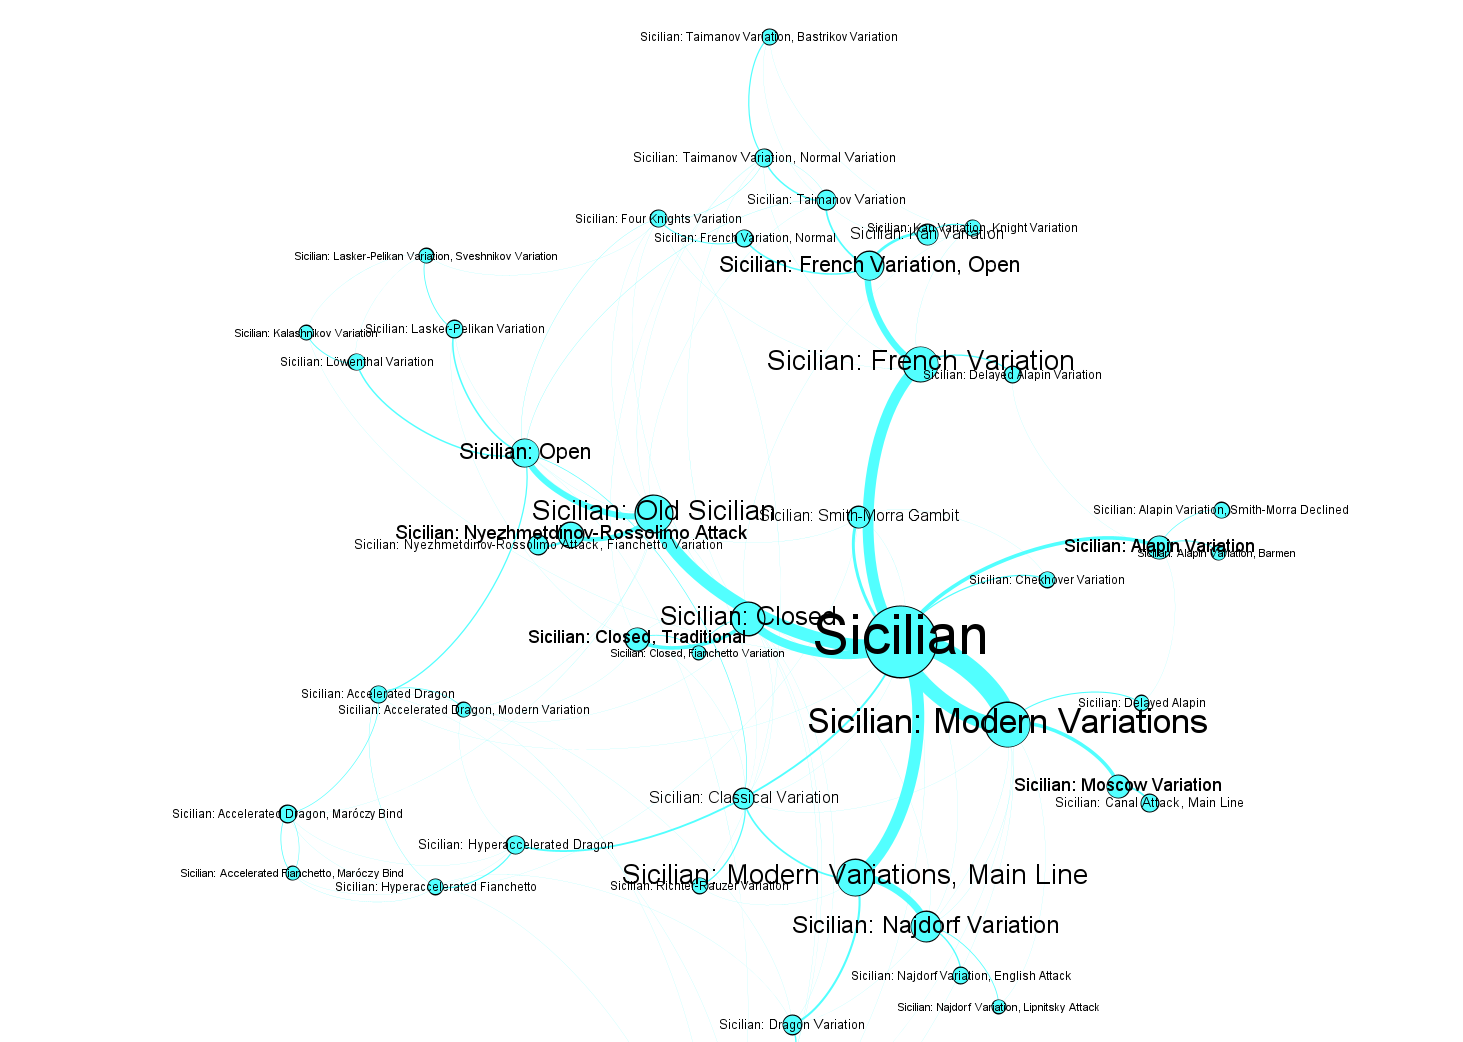 Sicilian: Taimanov Variation, Bastrikov Variation
Sicilian: Taimanov Variation, Normal Variation
Sicilian: Taimanov Variation
Sicilian: Four Knights Variation
Sicilian: Kan Variation, Knight Variation
Sicilian: Kan Variation
Sicilian: French Variation, Normal
Sicilian: Lasker-Pelikan Variation, Sveshnikov Variation
Sicilian: French Variation, Open
Sicilian: Kalashnikov Variation
Sicilian: Lasker-Pelikan Variation
Sicilian: Löwenthal Variation
Sicilian: French Variation
Sicilian: Delayed Alapin Variation
Sicilian: Open
Sicilian: Old Sicilian
Sicilian: Smith-Morra Gambit
Sicilian: Alapin Variation, Smith-Morra Declined
Sicilian: Nyezhmetdinov-Rossolimo Attack
Sicilian: Nyezhmetdinov-Rossolimo Attack, Fianchetto Variation
Sicilian: Alapin Variation
Sicilian: Alapin Variation, Barmen
Sicilian: Chekhover Variation
Sicilian: Closed
Sicilian
Sicilian: Closed, Traditional
Sicilian: Closed, Fianchetto Variation
Sicilian: Accelerated Dragon
Sicilian: Accelerated Dragon, Modern Variation
Sicilian: Delayed Alapin
Sicilian: Modern Variations
Sicilian: Moscow Variation
Sicilian: Canal Attack, Main Line
Sicilian: Classical Variation
Sicilian: Accelerated Dragon, Maróczy Bind
Sicilian: Hyperaccelerated Dragon
Sicilian: Accelerated Fianchetto, Maróczy Bind
Sicilian: Hyperaccelerated Fianchetto
Sicilian: Modern Variations, Main Line
Sicilian: Richter-Rauzer Variation
Sicilian: Najdorf Variation
Sicilian: Najdorf Variation, English Attack
Sicilian: Najdorf Variation, Lipnitsky Attack
Sicilian: Dragon Variation